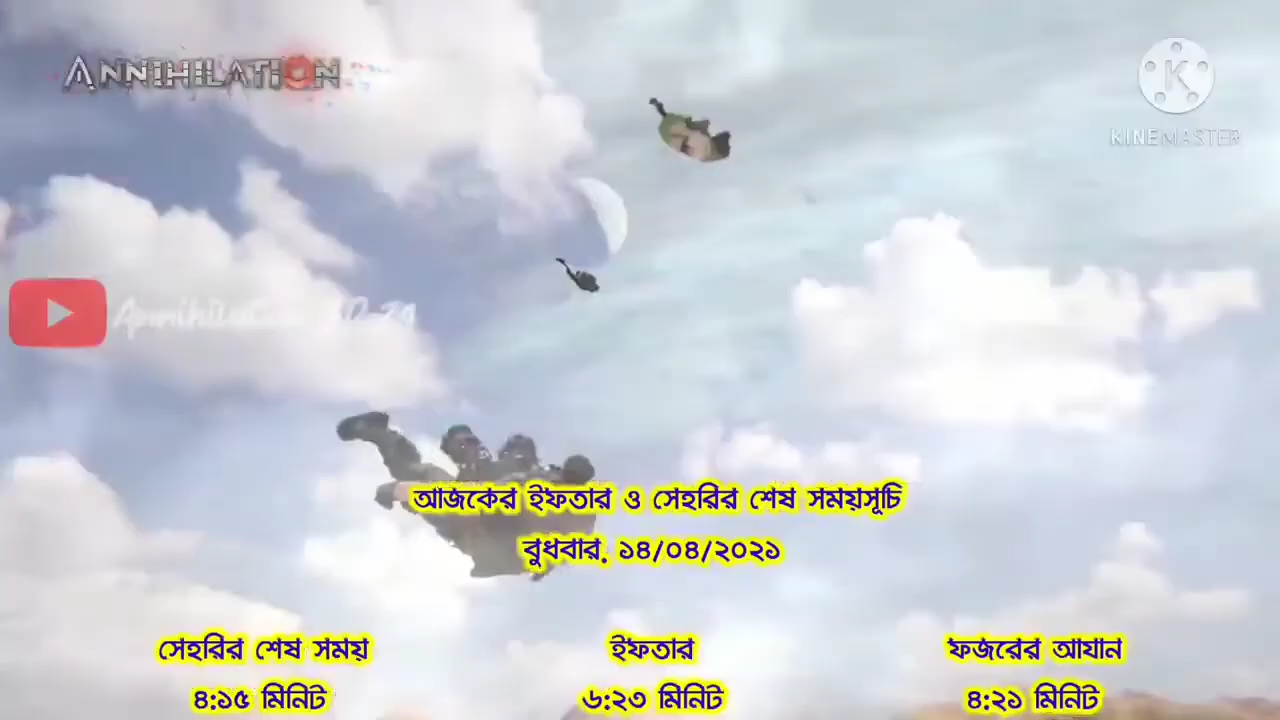 ANNIHILATION
KINEMASTER
আজকের ইফতার ও সেহরির শেষ সময়সূচি
বুধবার. ১৪/০৪/২০২১
সেহরির শেষ সময় ইফতার ফজরের আযান
৪:১৫ মিনিট ৬:২৩ মিনিট ৪:২১ মিনিট